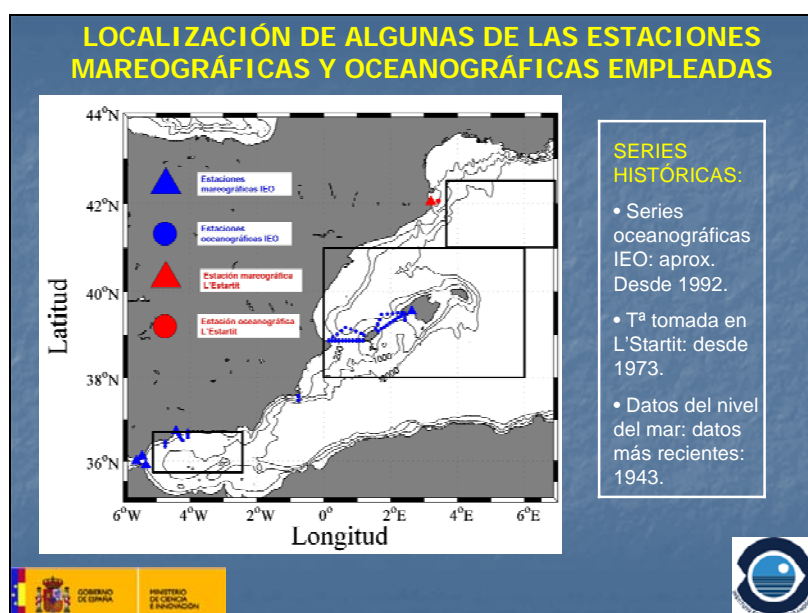 LOCALIZACIÓN DE ALGUNAS DE LAS ESTACIONES
MAREOGRÁFICAS Y OCEANOGRÁFICAS EMPLEADAS
44°N
42°N
40°N
38°N
36°N
Latitud
6°W
4°W
2°W
0°
2°E
4°E
6°E
Longitud
Estaciones
mareográficas IEO
Estaciones
oceanográficas IEO
Estación mareográfica
L'Estartit
Estación oceanográfica
L'Estartit
1000
SERIES
HISTÓRICAS:
• Series
oceanográficas
IEO: aprox.
Desde 1992.
• Tª tomada en
L'Startit: desde
1973.
• Datos del nivel
del mar: datos
más recientes:
1943.
GOBIERNO
DE ESPAÑA
MINISTERIO
DE CIENCIA
E INNOVACIÓN